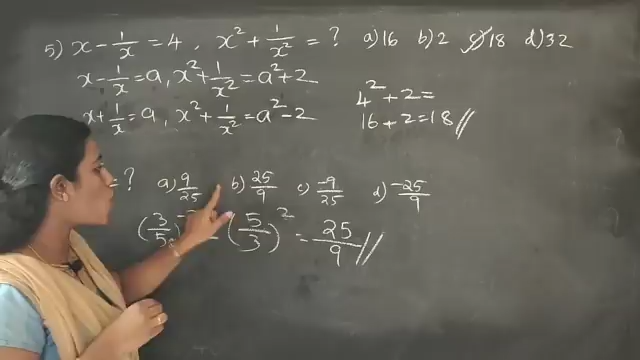 5) x - 1/x = 4 , x² + 1/x² = ? a) 16 b) 2 c) 18 d) 32
x - 1/x = a, x² + 1/x² = a² + 2
4² + 2 =
x + 1/x = a, x² + 1/x² = a² - 2
16 + 2 = 18 //
= ? a) 9/25 b) 25/9 c) -9/25 d) -25/9
(3/5) = (5/3)² = 25/9 //